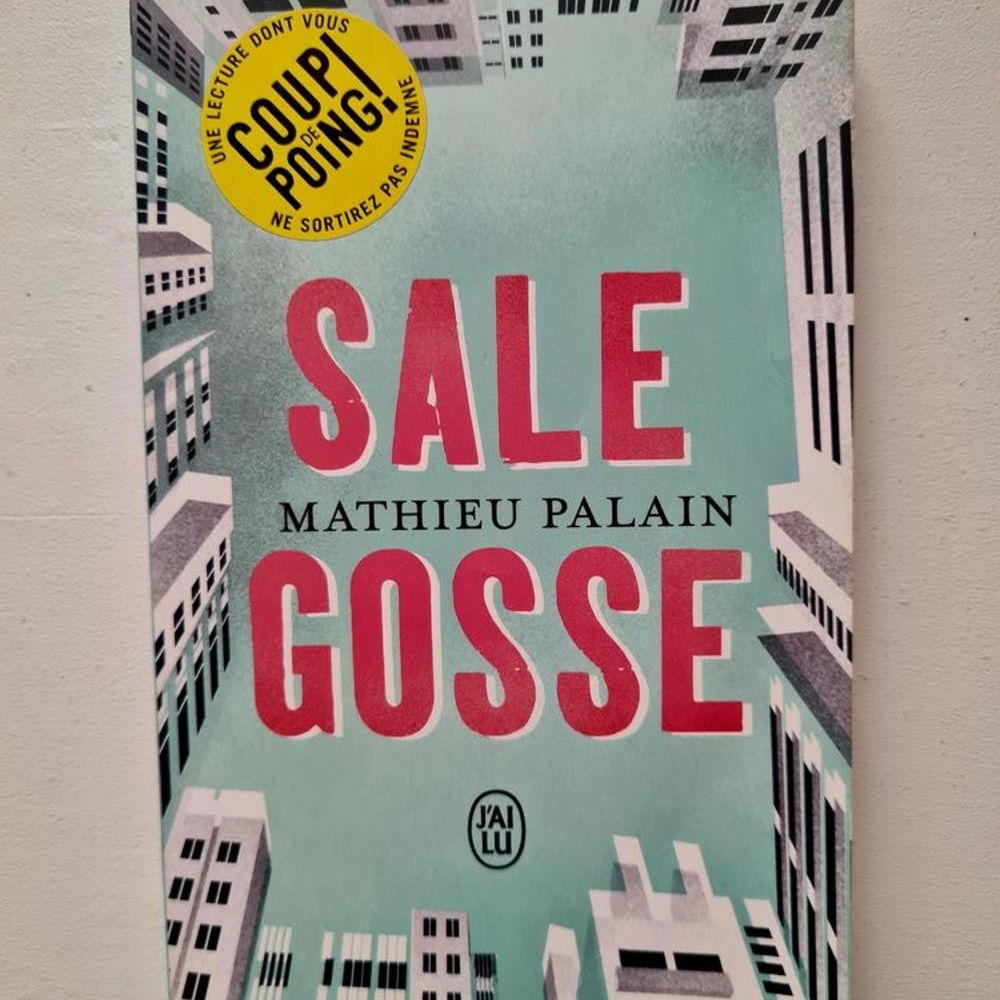 UNE LECTURE DONT VOUS
COUP
DE
POiNG!
NE SORTIREZ PAS INDEMNE
SALE
MATHIEU PALAIN
GOSSE
J'AI
LU